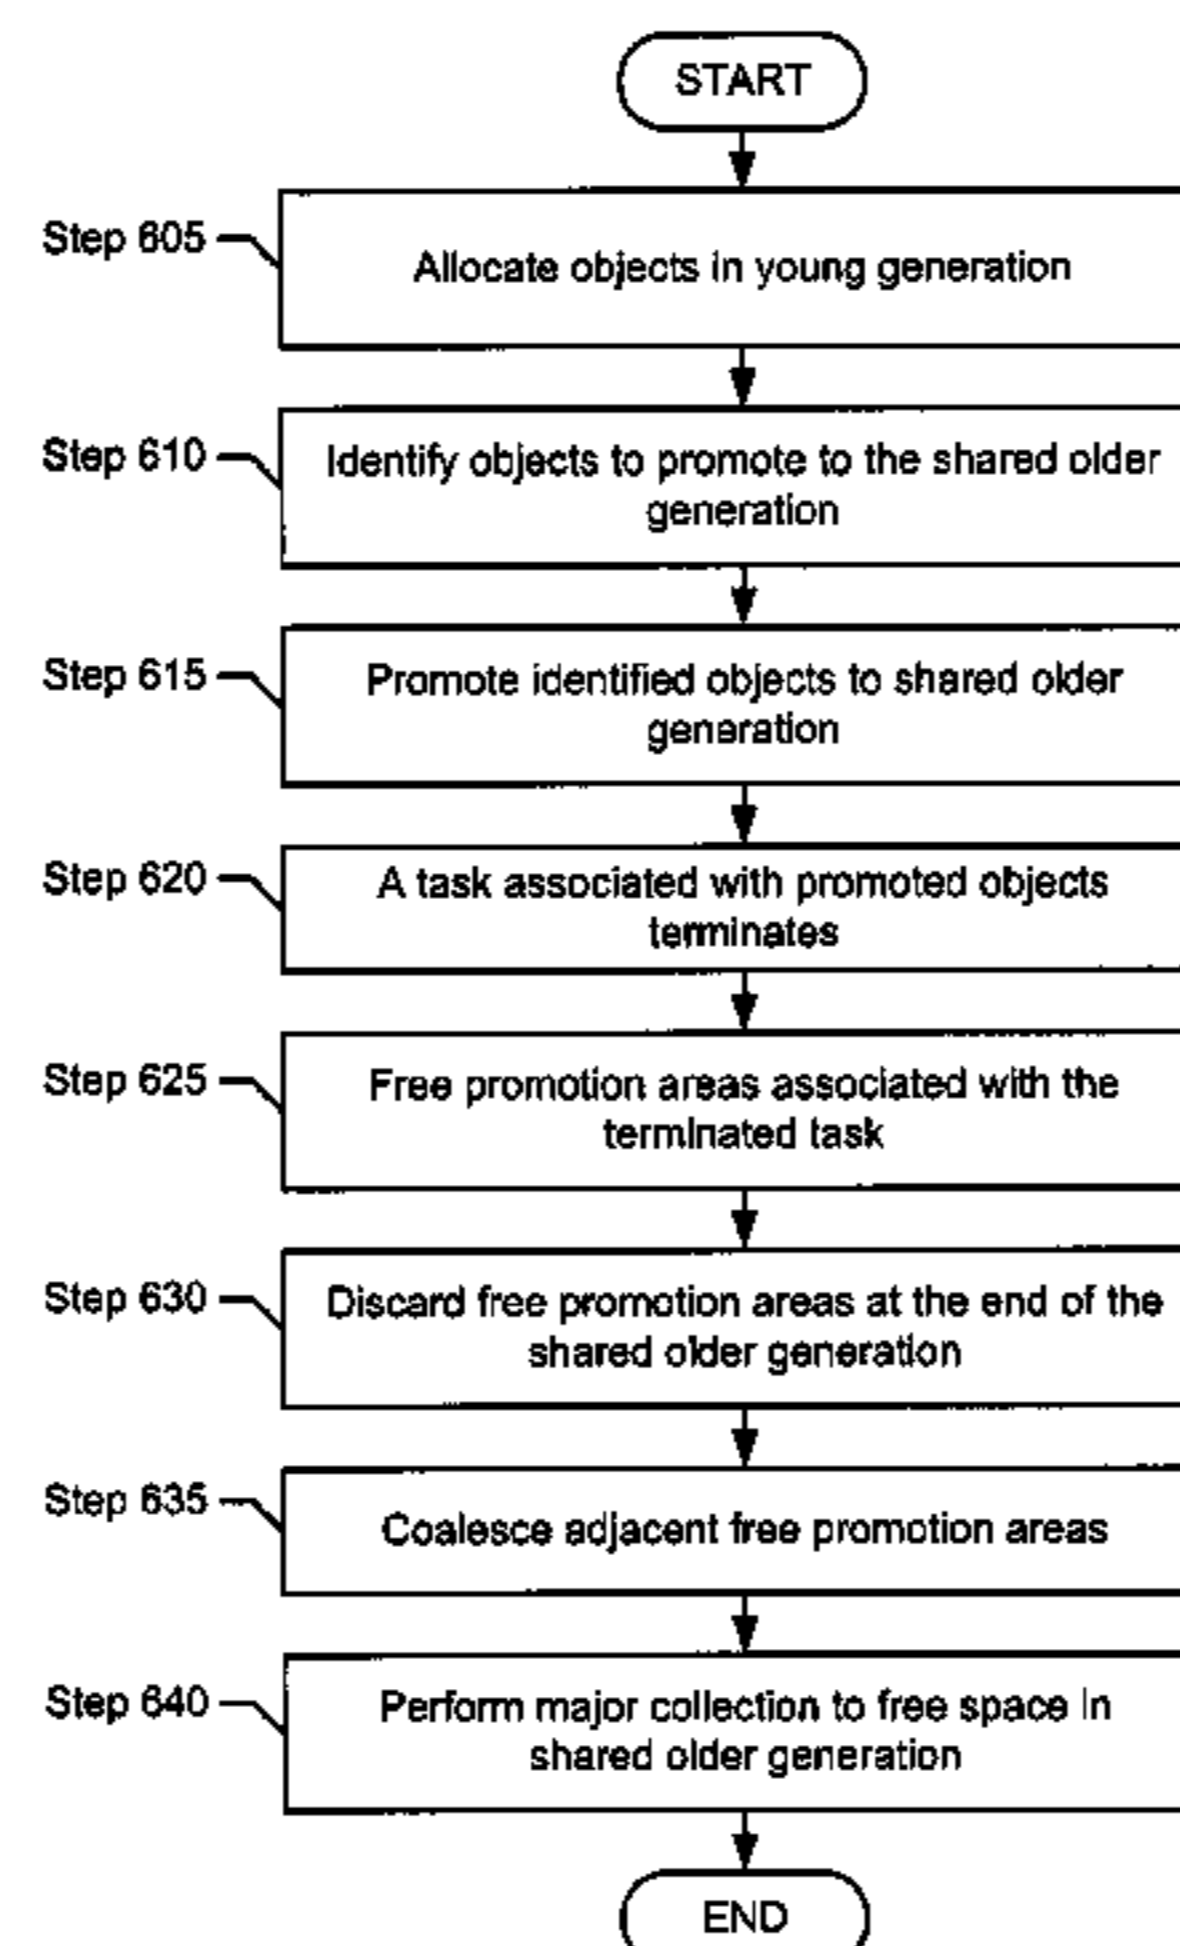 START
Step 605
Allocate objects in young generation
Step 610
Identify objects to promote to the shared older
generation
Step 615
Promote identified objects to shared older
generation
Step 620
A task associated with promoted objects
terminates
Step 625
Free promotion areas associated with the
terminated task
Step 630
Discard free promotion areas at the end of the
shared older generation
Step 635
Coalesce adjacent free promotion areas
Step 640
Perform major collection to free space in
shared older generation
END